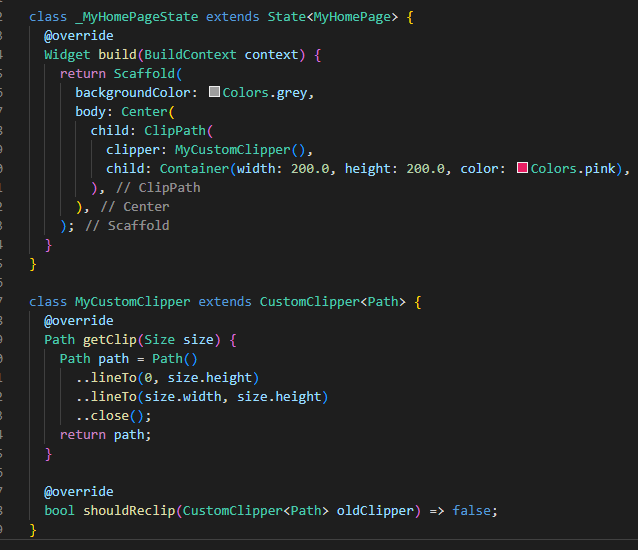 class _MyHomePageState extends State<MyHomePage> {
  @override
  Widget build(BuildContext context) {
    return Scaffold(
      backgroundColor: Colors.grey,
      body: Center(
        child: ClipPath(
          clipper: MyCustomClipper(),
          child: Container(width: 200.0, height: 200.0, color: Colors.pink),
        ), // ClipPath
      ), // Center
    ); // Scaffold
  }
}

class MyCustomClipper extends CustomClipper<Path> {
  @override
  Path getClip(Size size) {
    Path path = Path()
      ..lineTo(0, size.height)
      ..lineTo(size.width, size.height)
      ..close();
    return path;
  }

  @override
  bool shouldReclip(CustomClipper<Path> oldClipper) => false;
}